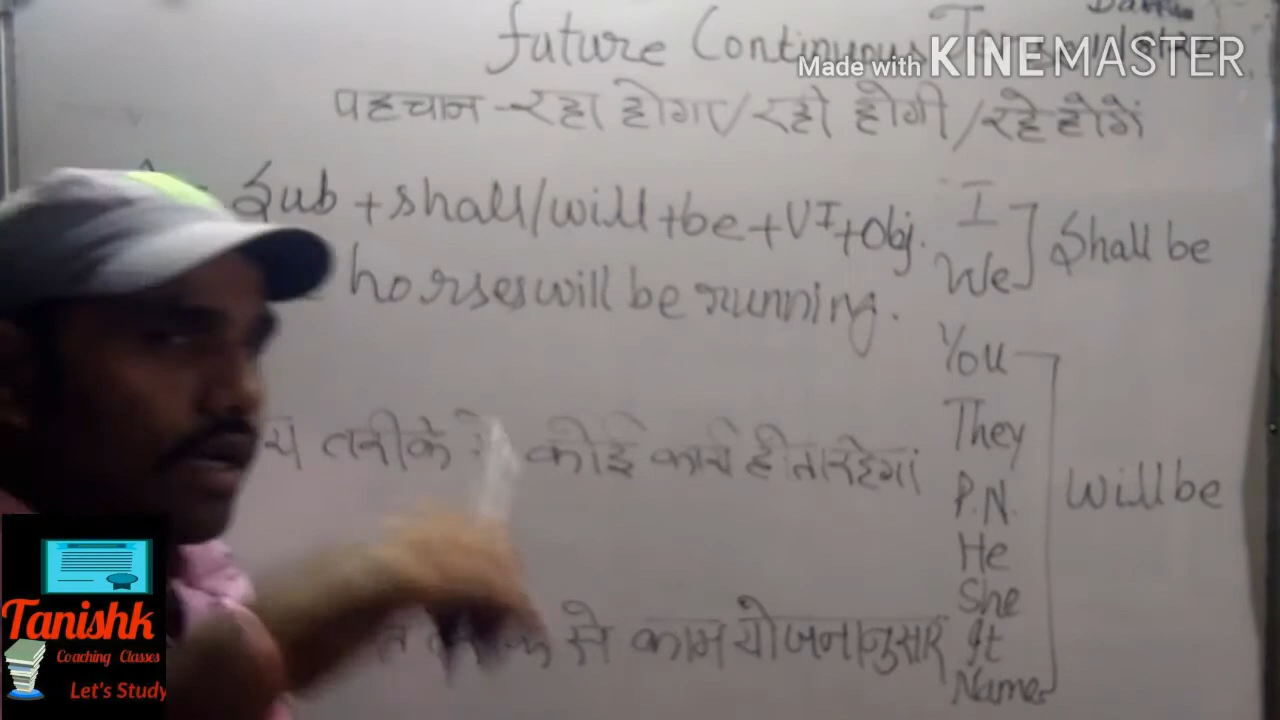 Future Continuous
Made with KINEMASTER
पहचान - रहा होगा / रही होगी / रहे होगें
Sub + shall/will + be + VI + Obj.
horses will be running.
I
We
Shall be
तरीके
कोई कार्य होता रहेगा
You
They
P.N.
He
She
It
Name
will be
से काम योजनानुसार
Tanishk
Coaching Classes
Let's Study